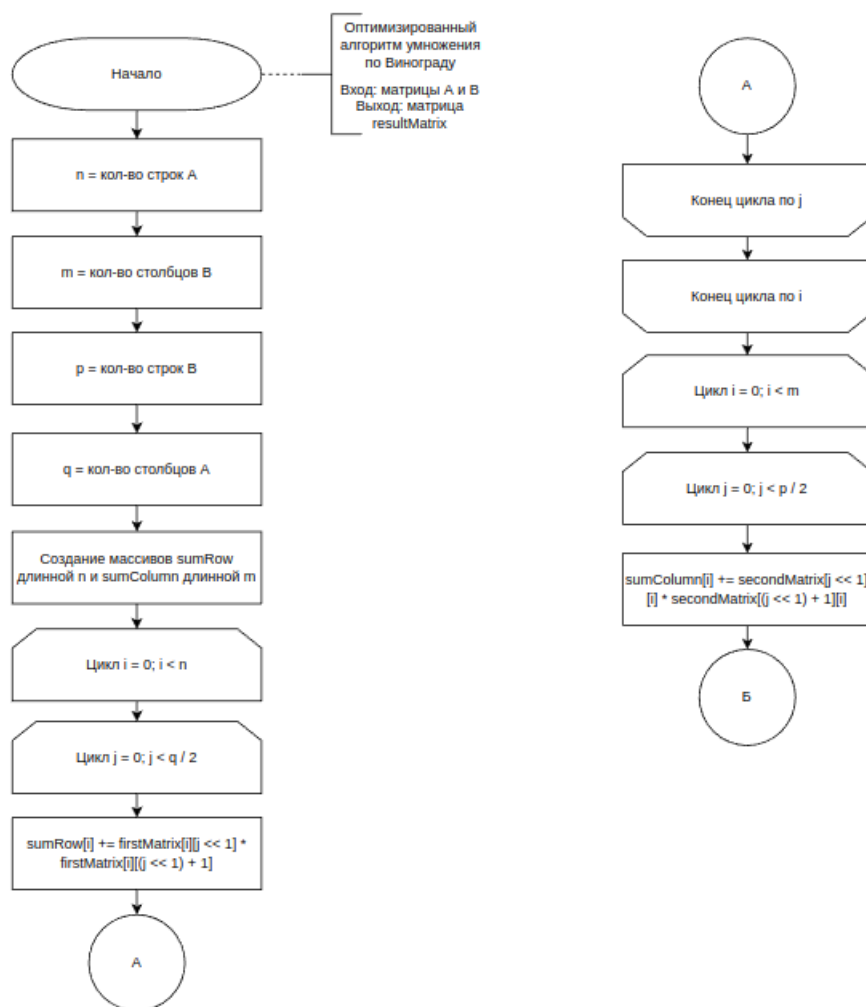 Начало
Оптимизированный
алгоритм умножения
по Винограду
Вход: матрицы А и В
Выход: матрица
resultMatrix
n = кол-во строк А
m = кол-во столбцов В
p = кол-во строк В
q = кол-во столбцов А
Создание массивов sumRow
длинной n и sumColumn длинной m
Цикл i = 0; i < n
Цикл j = 0; j < q / 2
sumRow[i] += firstMatrix[i][j << 1] *
firstMatrix[i][(j << 1) + 1]
А
А
Конец цикла по j
Конец цикла по i
Цикл i = 0; i < m
Цикл j = 0; j < p / 2
sumColumn[i] += secondMatrix[j << 1]
[i] * secondMatrix[(j << 1) + 1][i]
Б